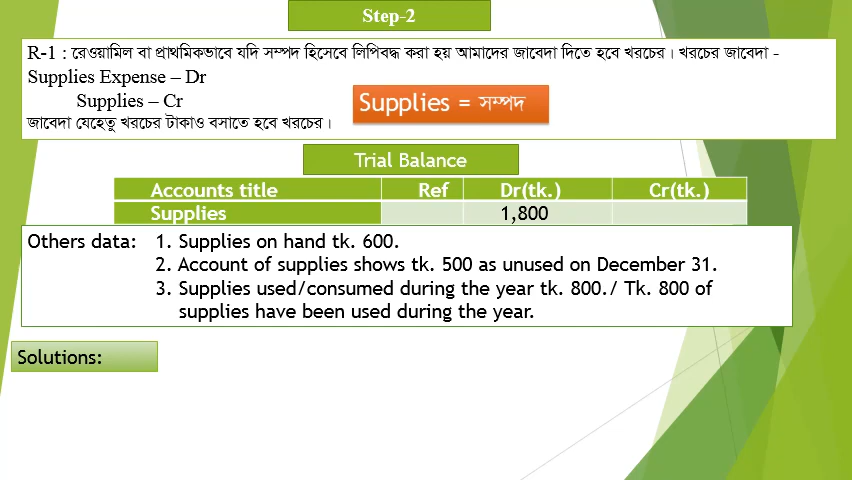 Step-2
R-1 : রেওয়ামিল বা প্রাথমিকভাবে যদি সম্পদ হিসেবে লিপিবদ্ধ করা হয় আমাদের জাবেদা দিতে হবে খরচের। খরচের জাবেদা -
Supplies Expense – Dr
Supplies – Cr
Supplies = সম্পদ
জাবেদা যেহেতু খরচের টাকাও বসাতে হবে খরচের।
Trial Balance
Accounts title Ref Dr(tk.) Cr(tk.)
Supplies 1,800
Others data: 1. Supplies on hand tk. 600.
2. Account of supplies shows tk. 500 as unused on December 31.
3. Supplies used/consumed during the year tk. 800./ Tk. 800 of
supplies have been used during the year.
Solutions: